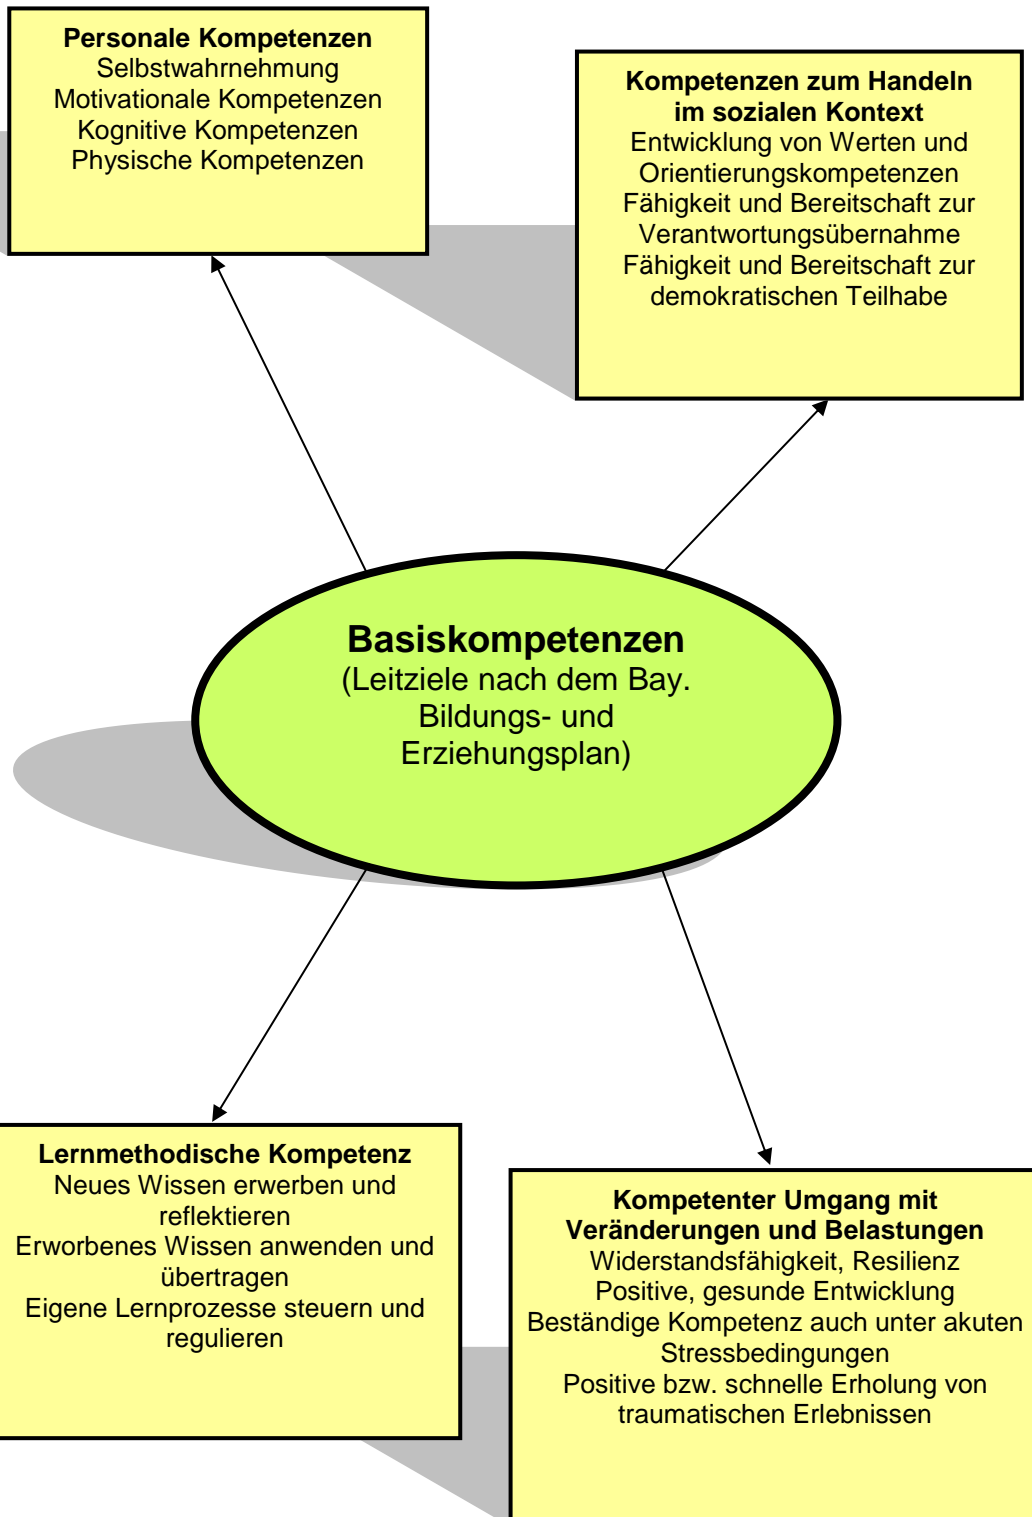 Personale Kompetenzen
Selbstwahrnehmung
Motivationale Kompetenzen
Kognitive Kompetenzen
Physische Kompetenzen
Kompetenzen zum Handeln
im sozialen Kontext
Entwicklung von Werten und
Orientierungskompetenzen
Fähigkeit und Bereitschaft zur
Verantwortungsübernahme
Fähigkeit und Bereitschaft zur
demokratischen Teilhabe
Basiskompetenzen
(Leitziele nach dem Bay.
Bildungs- und
Erziehungsplan)
Lernmethodische Kompetenz
Neues Wissen erwerben und
reflektieren
Erworbenes Wissen anwenden und
übertragen
Eigene Lernprozesse steuern und
regulieren
Kompetenter Umgang mit
Veränderungen und Belastungen
Widerstandsfähigkeit, Resilienz
Positive, gesunde Entwicklung
Beständige Kompetenz auch unter akuten
Stressbedingungen
Positive bzw. schnelle Erholung von
traumatischen Erlebnissen